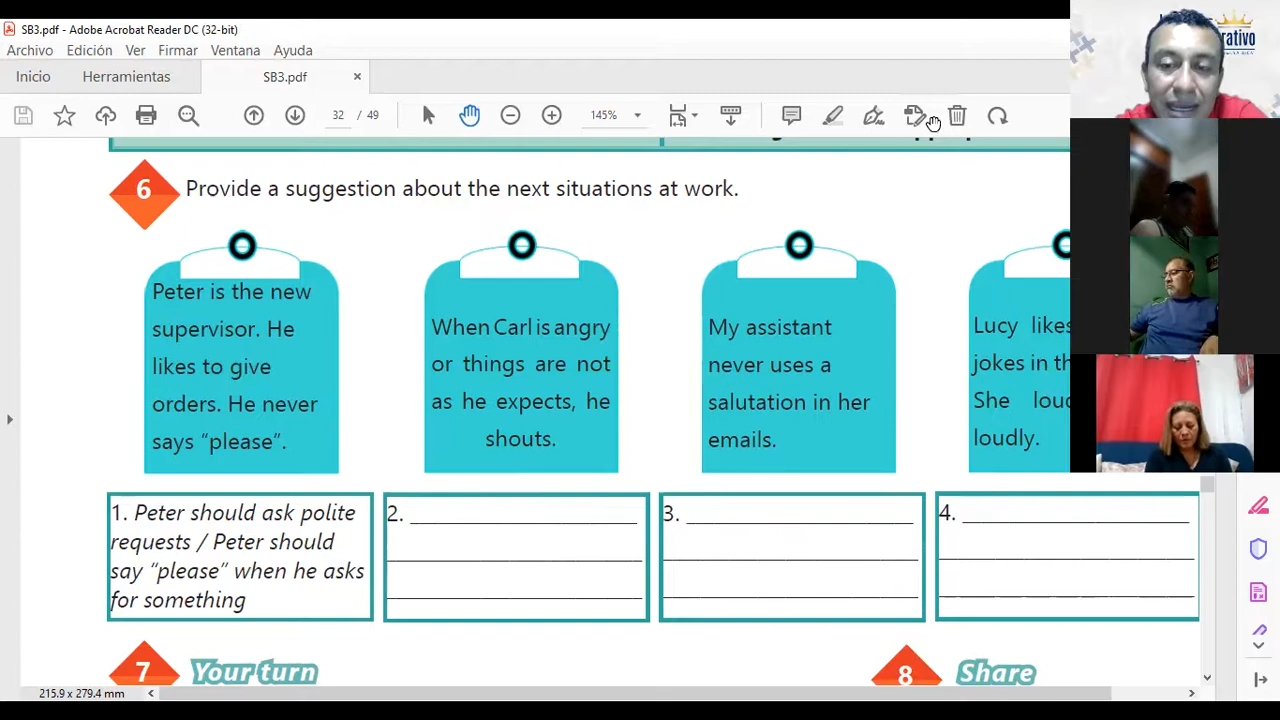 SB3.pdf - Adobe Acrobat Reader DC (32-bit)
Archivo Edición Ver Firmar Ventana Ayuda
Inicio Herramientas SB3.pdf ×
32 / 49 145%
6 Provide a suggestion about the next situations at work.
Peter is the new
supervisor. He
likes to give
orders. He never
says “please”.
When Carl is angry
or things are not
as he expects, he
shouts.
My assistant
never uses a
salutation in her
emails.
Lucy likes
jokes in
She
loudly.
1. Peter should ask polite
requests / Peter should
say “please” when he asks
for something
2. ____________________
3. ____________________
4. ____________________
7 Your turn
8 Share
215.9 x 279.4 mm